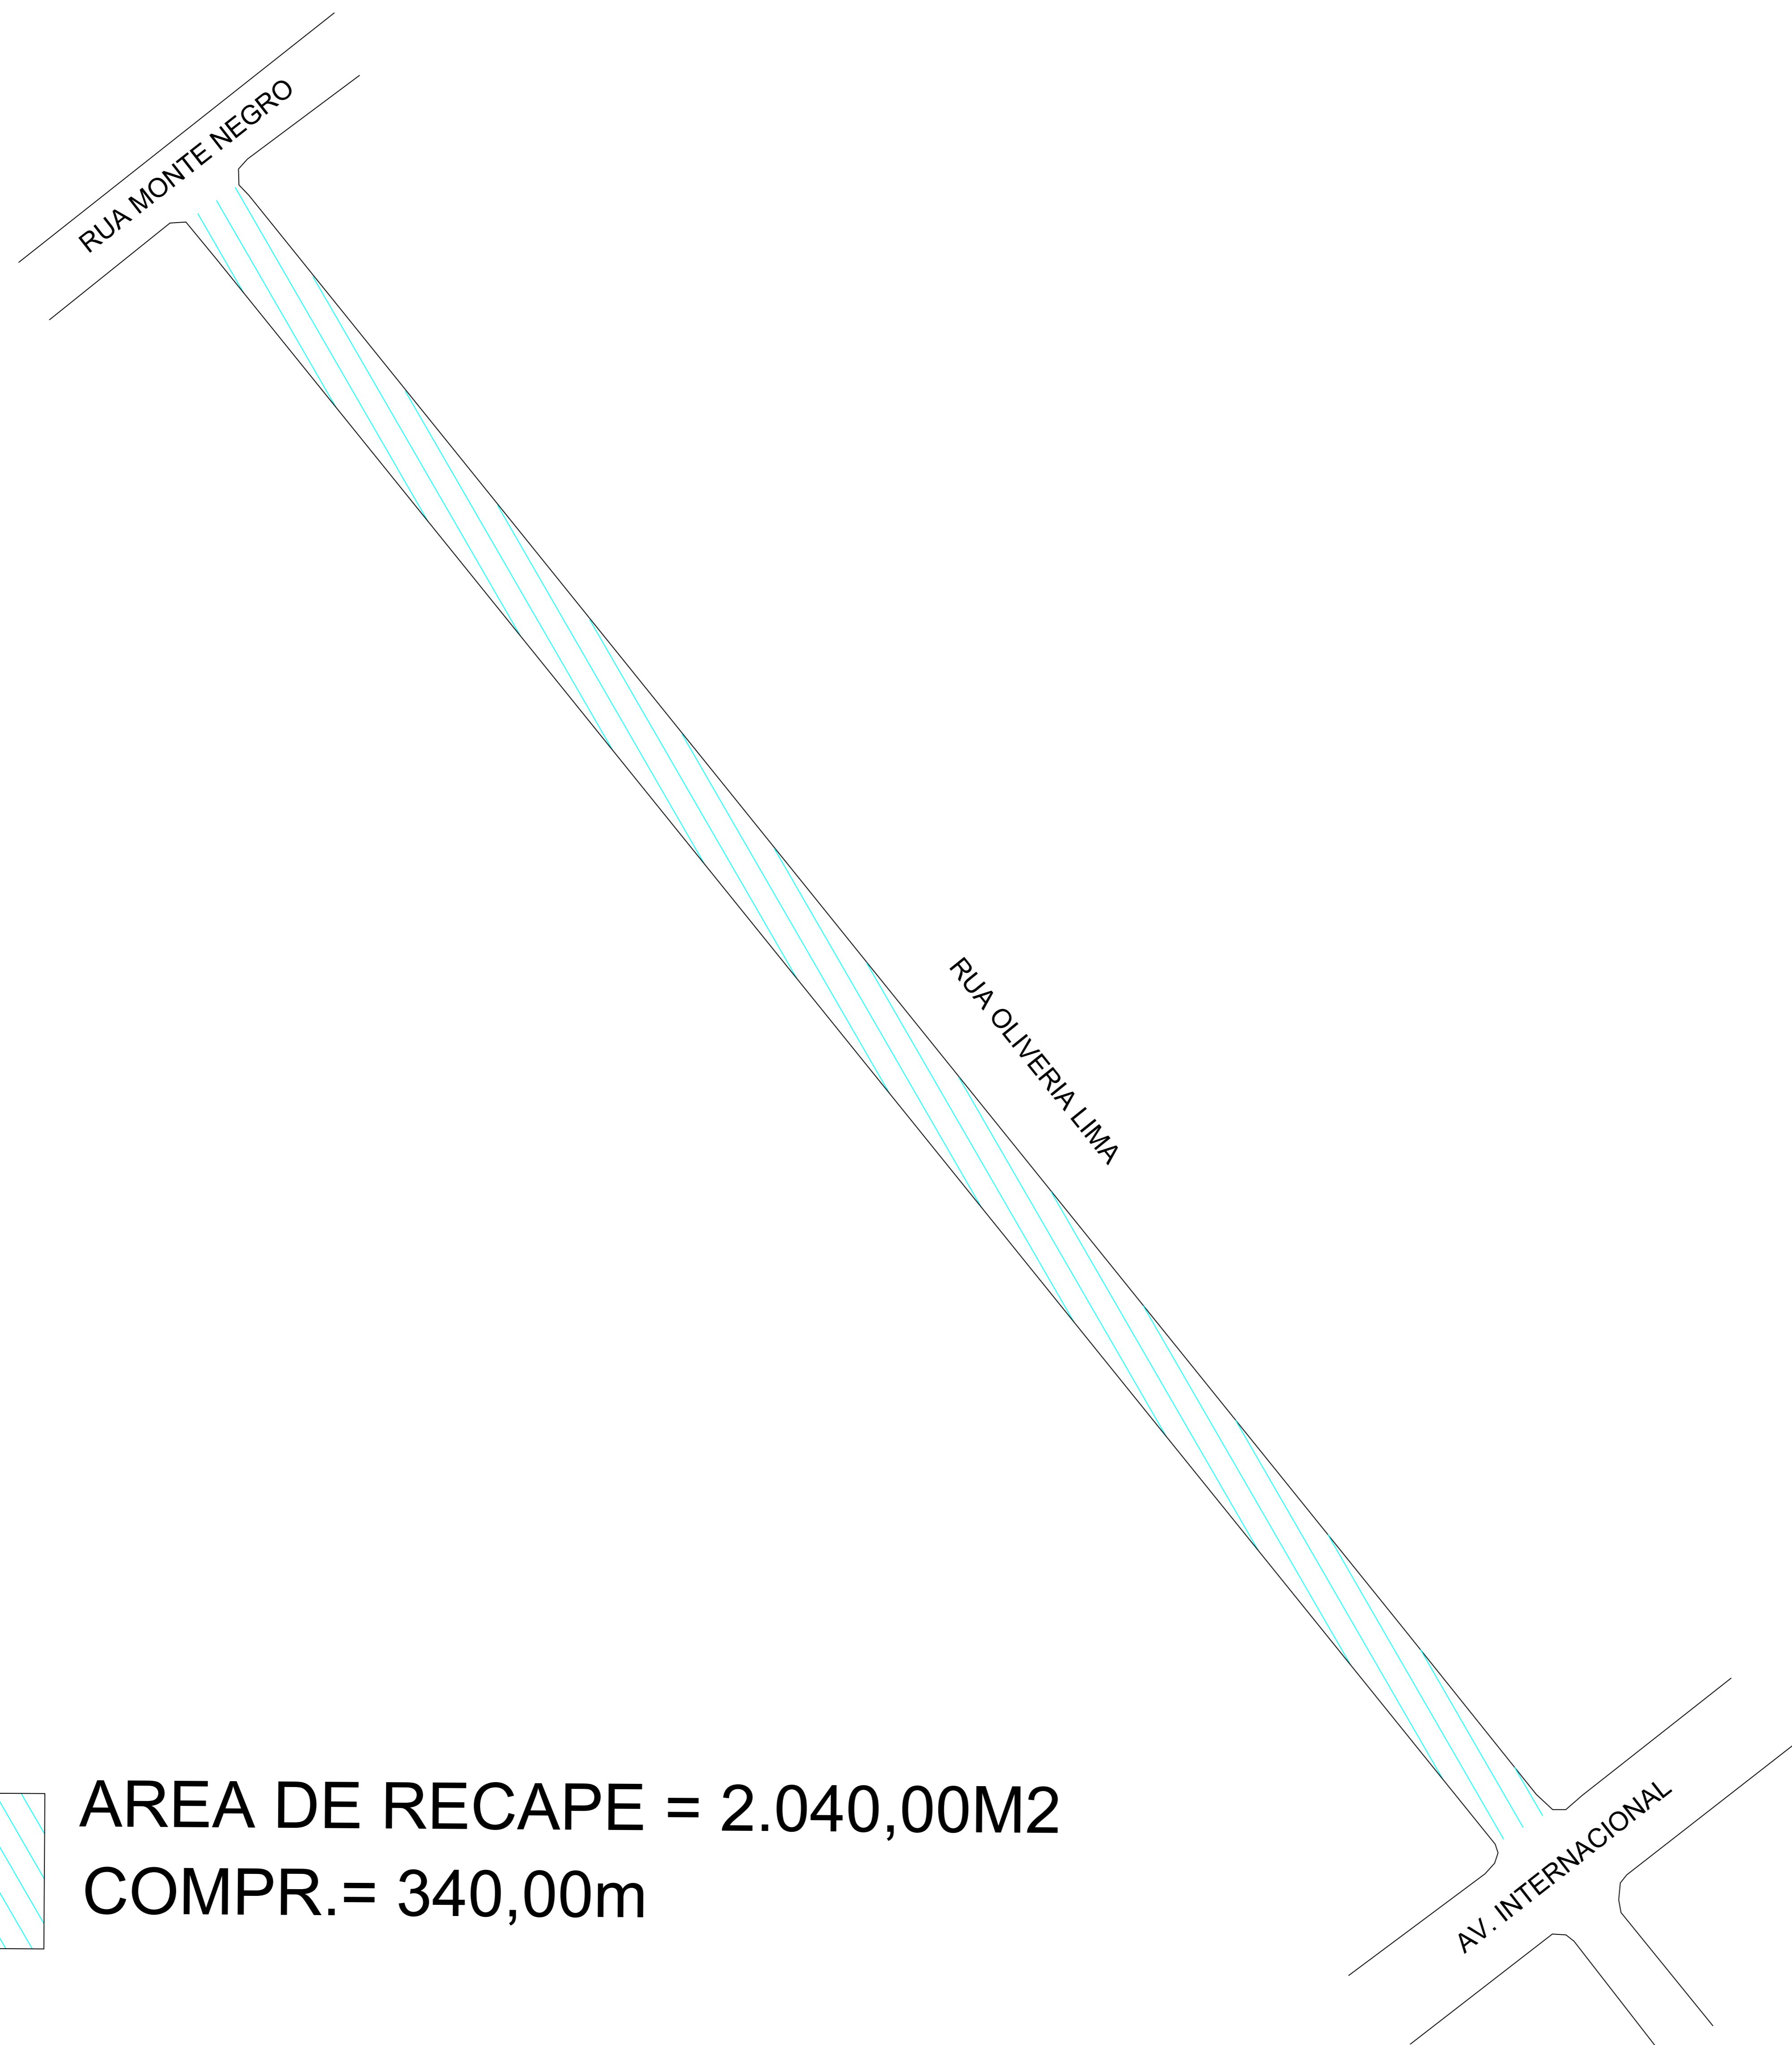 RUA MONTE NEGRO
RUA OLIVERIA LIMA
AREA DE RECAPE = 2.040,00M2
COMPR.= 340,00m
AV. INTERNACIONAL